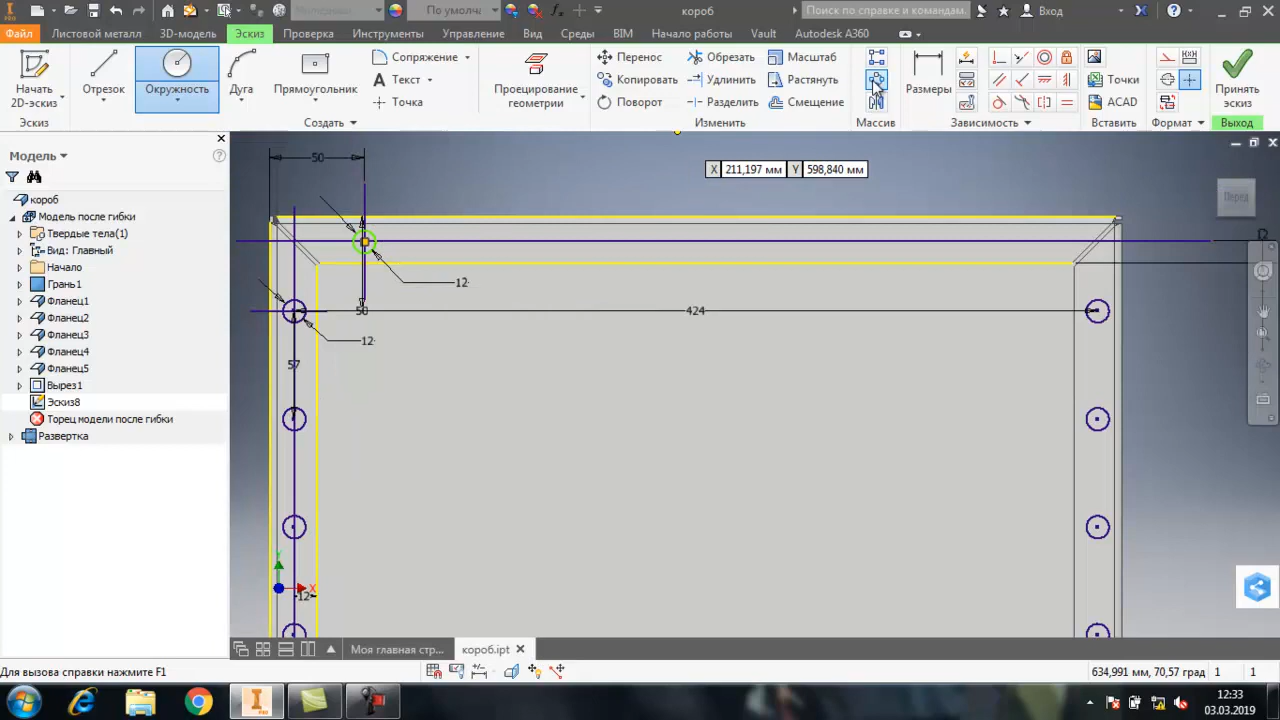 По умолч
короб
Поиск по справке и командам.
Вход
PRO
Файл
Листовой металл
3D-модель
Эскиз
Проверка
Инструменты
Управление
Вид
Среды
BIM
Начало работы
Vault
Autodesk A360
Начать
2D-эскиз
Отрезок
Окружность
Дуга
Прямоугольник
Сопряжение
Текст
Точка
Проецирование
геометрии
Перенос
Копировать
Поворот
Обрезать
Удлинить
Разделить
Масштаб
Растянуть
Смещение
Размеры
Точки
ACAD
Принять
эскиз
Эскиз
Создать
Изменить
Массив
Зависимость
Вставить
Формат
Выход
Модель
короб
Модель после гибки
Твердые тела(1)
Вид: Главный
Начало
Грань1
Фланец1
Фланец2
Фланец3
Фланец4
Фланец5
Вырез1
Эскиз8
Торец модели после гибки
Развертка
50
X 211,197 мм Y 598,840 мм
Перед
12
50
424
12
57
Y
X
12
Моя главная стр...
короб.ipt
Для вызова справки нажмите F1
634,991 мм, 70,57 град
1
1
12:33
03.03.2019